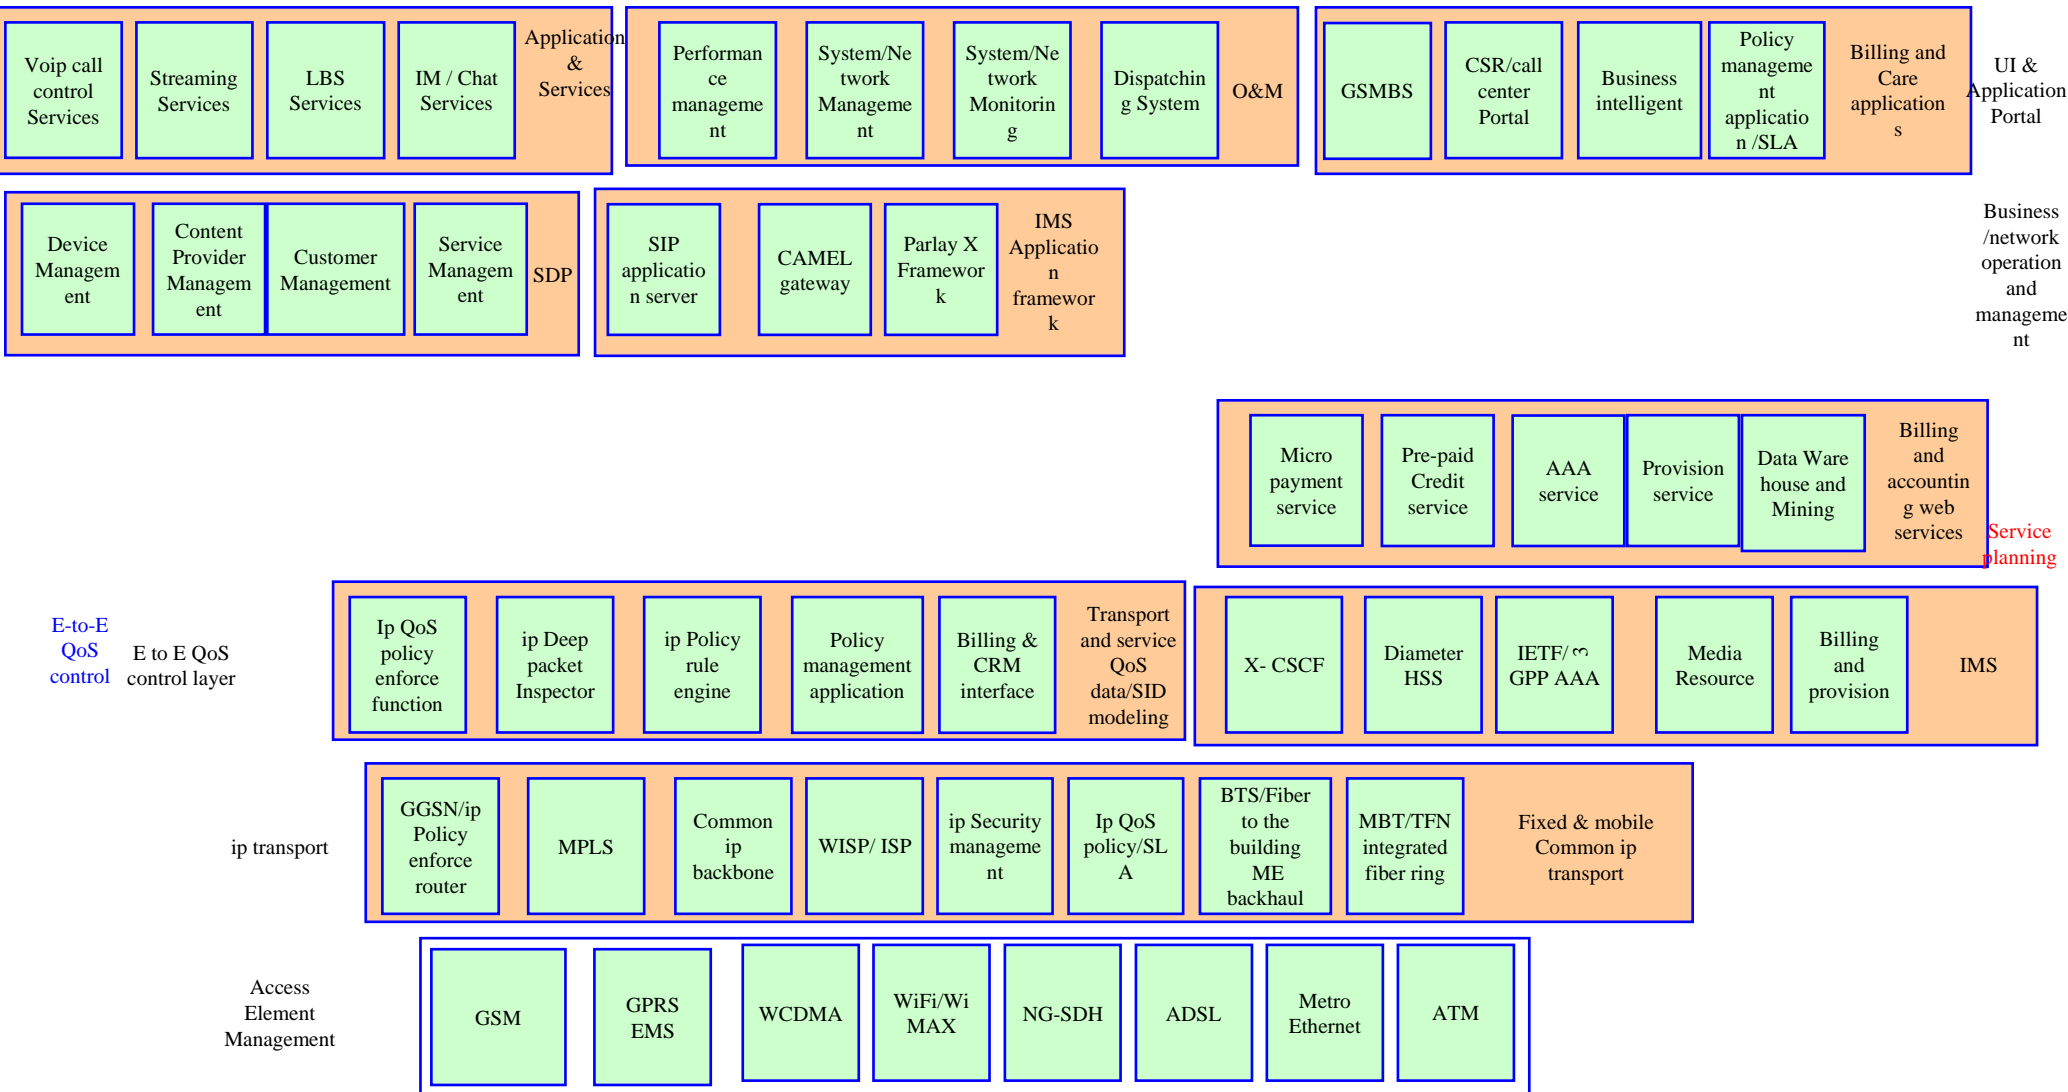 Voip call
control
Services
Streaming
Services
LBS
Services
IM / Chat
Services
Application
&
Services
Performan
ce
manageme
nt
System/Ne
twork
Manageme
nt
System/Ne
twork
Monitorin
g
Dispatchin
g System
O&M
GSMBS
CSR/call
center
Portal
Business
intelligent
Policy
manageme
nt
applicatio
n /SLA
Billing and
Care
application
s
UI &
Application
Portal
Device
Managem
ent
Content
Provider
Managem
ent
Customer
Management
Service
Managem
ent
SDP
SIP
applicatio
n server
CAMEL
gateway
Parlay X
Framewor
k
IMS
Applicatio
n
framewor
k
Business
/network
operation
and
manageme
nt
Micro
payment
service
Pre-paid
Credit
service
AAA
service
Provision
service
Data Ware
house and
Mining
Billing
and
accountin
g web
services
Service
planning
E-to-E
QoS
control
E to E QoS
control layer
Ip QoS
policy
enforce
function
ip Deep
packet
Inspector
ip Policy
rule
engine
Policy
management
application
Billing &
CRM
interface
Transport
and service
QoS
data/SID
modeling
X- CSCF
Diameter
HSS
IETF/ 3
GPP AAA
Media
Resource
Billing
and
provision
IMS
ip transport
GGSN/ip
Policy
enforce
router
MPLS
Common
ip
backbone
WISP/ ISP
ip Security
manageme
nt
Ip QoS
policy/SL
A
BTS/Fiber
to the
building
ME
backhaul
MBT/TFN
integrated
fiber ring
Fixed & mobile
Common ip
transport
Access
Element
Management
GSM
GPRS
EMS
WCDMA
WiFi/Wi
MAX
NG-SDH
ADSL
Metro
Ethernet
ATM